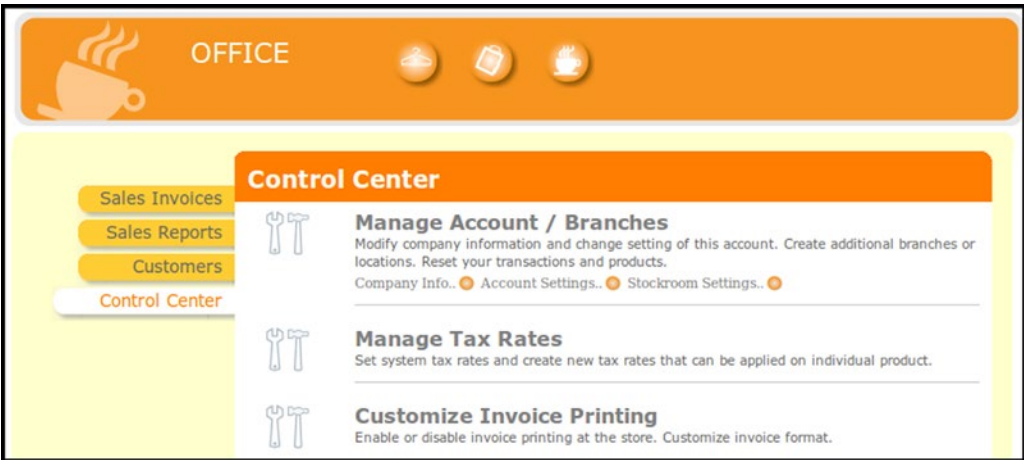 OFFICE
Sales Invoices
Sales Reports
Customers
Control Center
Control Center
Manage Account / Branches
Modify company information and change setting of this account. Create additional branches or
locations. Reset your transactions and products.
Company Info.. Account Settings.. Stockroom Settings..
Manage Tax Rates
Set system tax rates and create new tax rates that can be applied on individual product.
Customize Invoice Printing
Enable or disable invoice printing at the store. Customize invoice format.